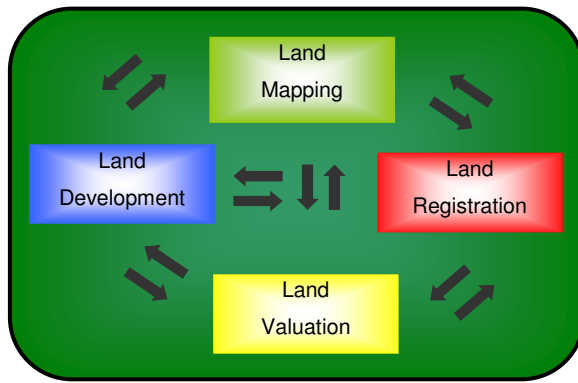 Land
Mapping
Land
Development
Land
Registration
Land
Valuation